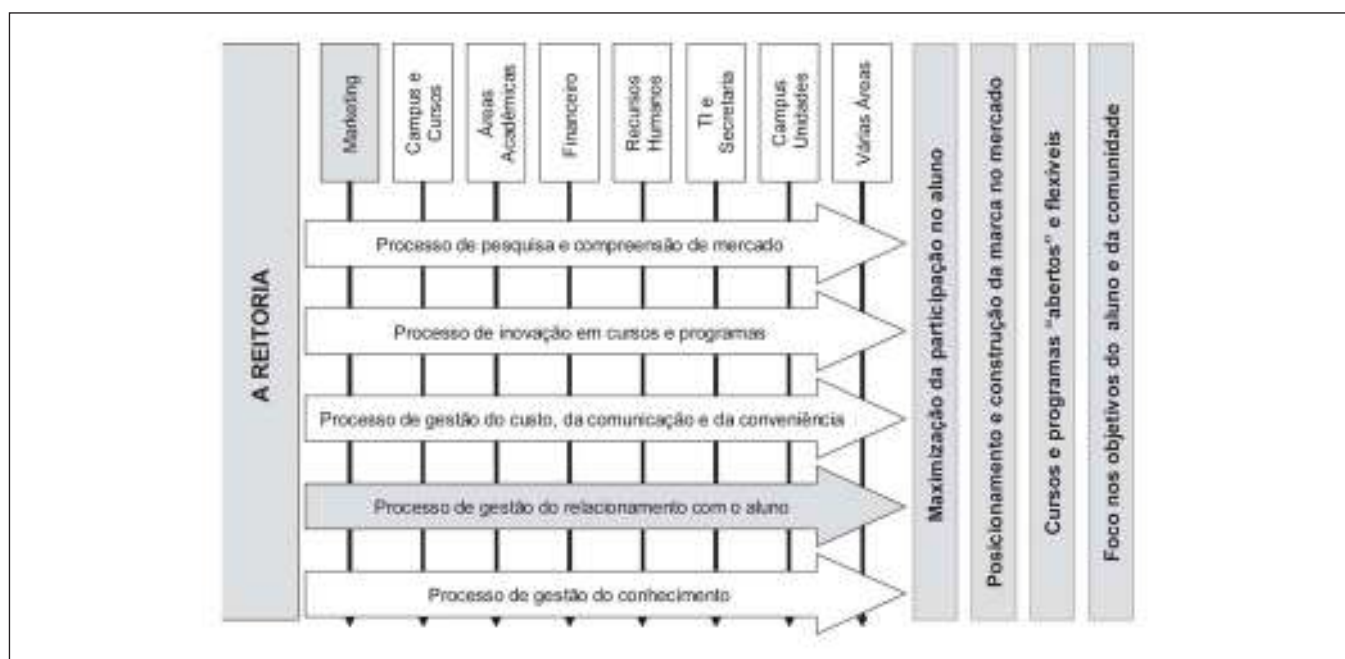 A REITORIA
Marketing
Campus e
Cursos
Áreas
Acadêmicas
Financeiro
Recursos
Humanos
TI e
Secretaria
Campus
Unidades
Várias Áreas
Processo de pesquisa e compreensão de mercado
Processo de inovação em cursos e programas
Processo de gestão do custo, da comunicação e da conveniência
Processo de gestão do relacionamento com o aluno
Processo de gestão do conhecimento
Maximização da participação no aluno
Posicionamento e construção da marca no mercado
Cursos e programas “abertos” e flexíveis
Foco nos objetivos do aluno e da comunidade